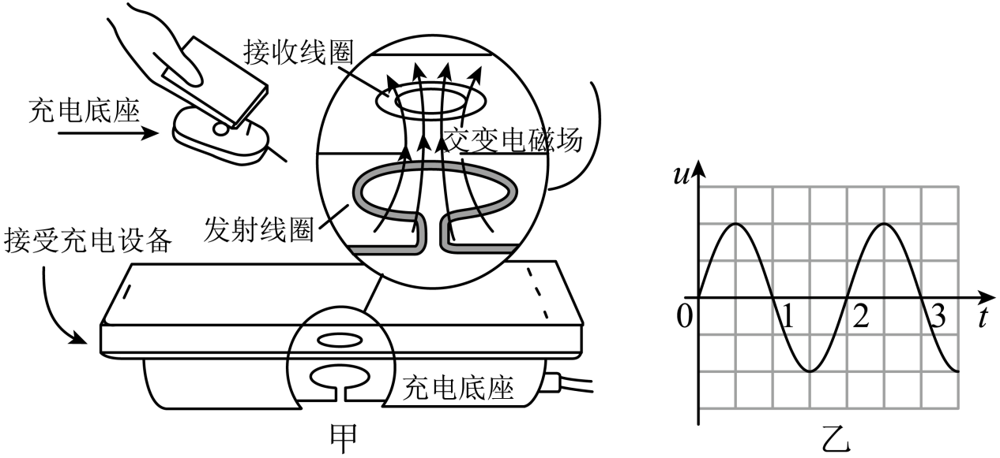 接收线圈
充电底座
交变电磁场
发射线圈
接受充电设备
充电底座
甲
u
0 1 2 3 t
乙